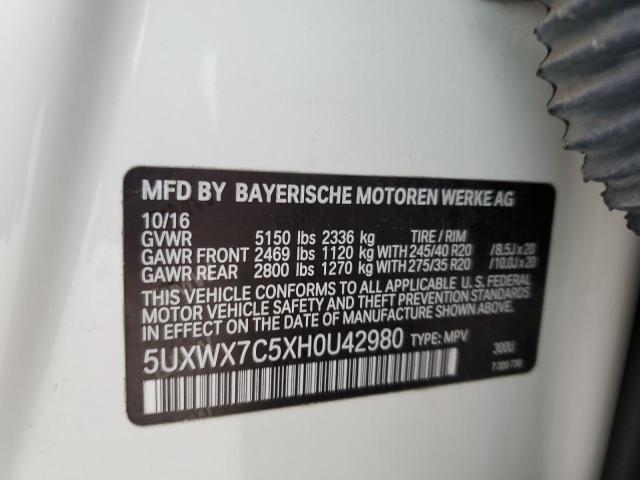 MFD BY BAYERISCHE MOTOREN WERKE AG
10/16
GVWR 5150 lbs 2336 kg TIRE / RIM
GAWR FRONT 2469 lbs 1120 kg WITH 245/40 R20 /8.5J x 20
GAWR REAR 2800 lbs 1270 kg WITH 275/35 R20 /10.0J x 20
THIS VEHICLE CONFORMS TO ALL APPLICABLE U. S. FEDERAL
MOTOR VEHICLE SAFETY AND THEFT PREVENTION STANDARDS
IN EFFECT ON THE DATE OF MANUFACTURE SHOWN ABOVE.
5UXWX7C5XH0U42980 TYPE: MPV 300U
7 320 730